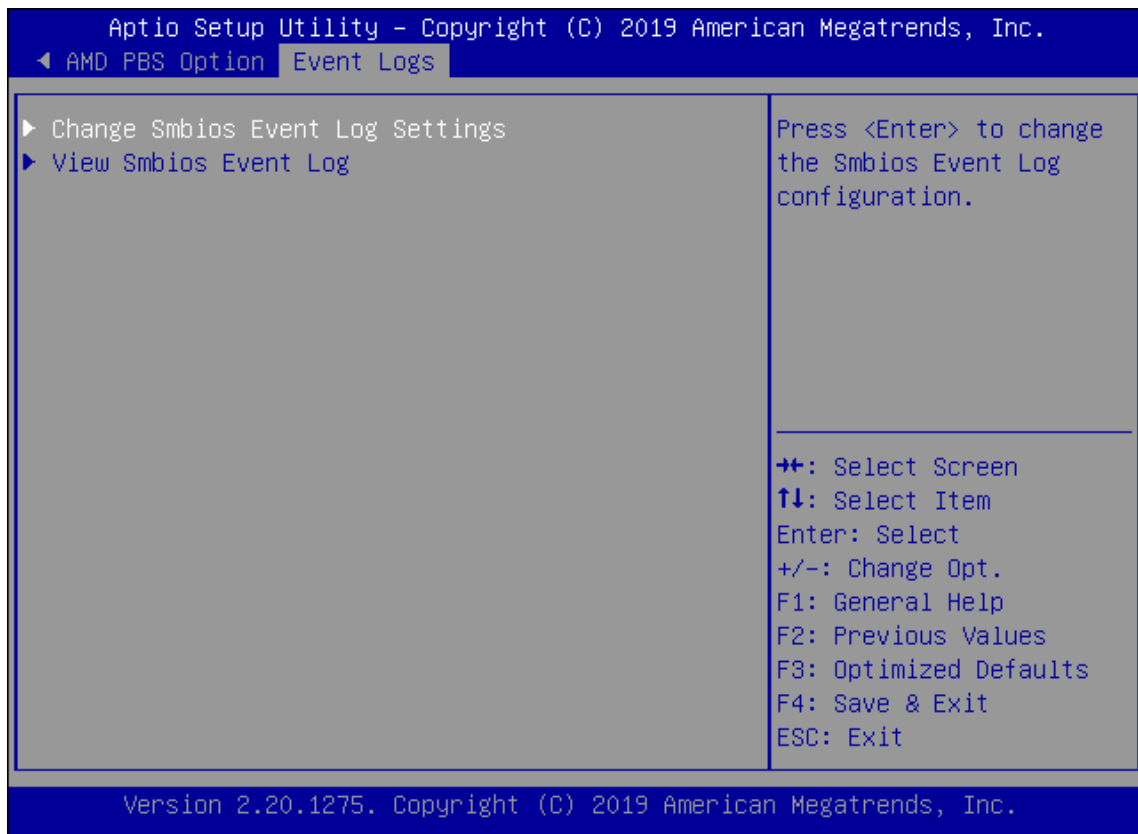 Aptio Setup Utility – Copyright (C) 2019 American Megatrends, Inc.
AMD PBS Option Event Logs
Change Smbios Event Log Settings
View Smbios Event Log
Press <Enter> to change
the Smbios Event Log
configuration.
→←: Select Screen
↑↓: Select Item
Enter: Select
+/-: Change Opt.
F1: General Help
F2: Previous Values
F3: Optimized Defaults
F4: Save & Exit
ESC: Exit
Version 2.20.1275. Copyright (C) 2019 American Megatrends, Inc.